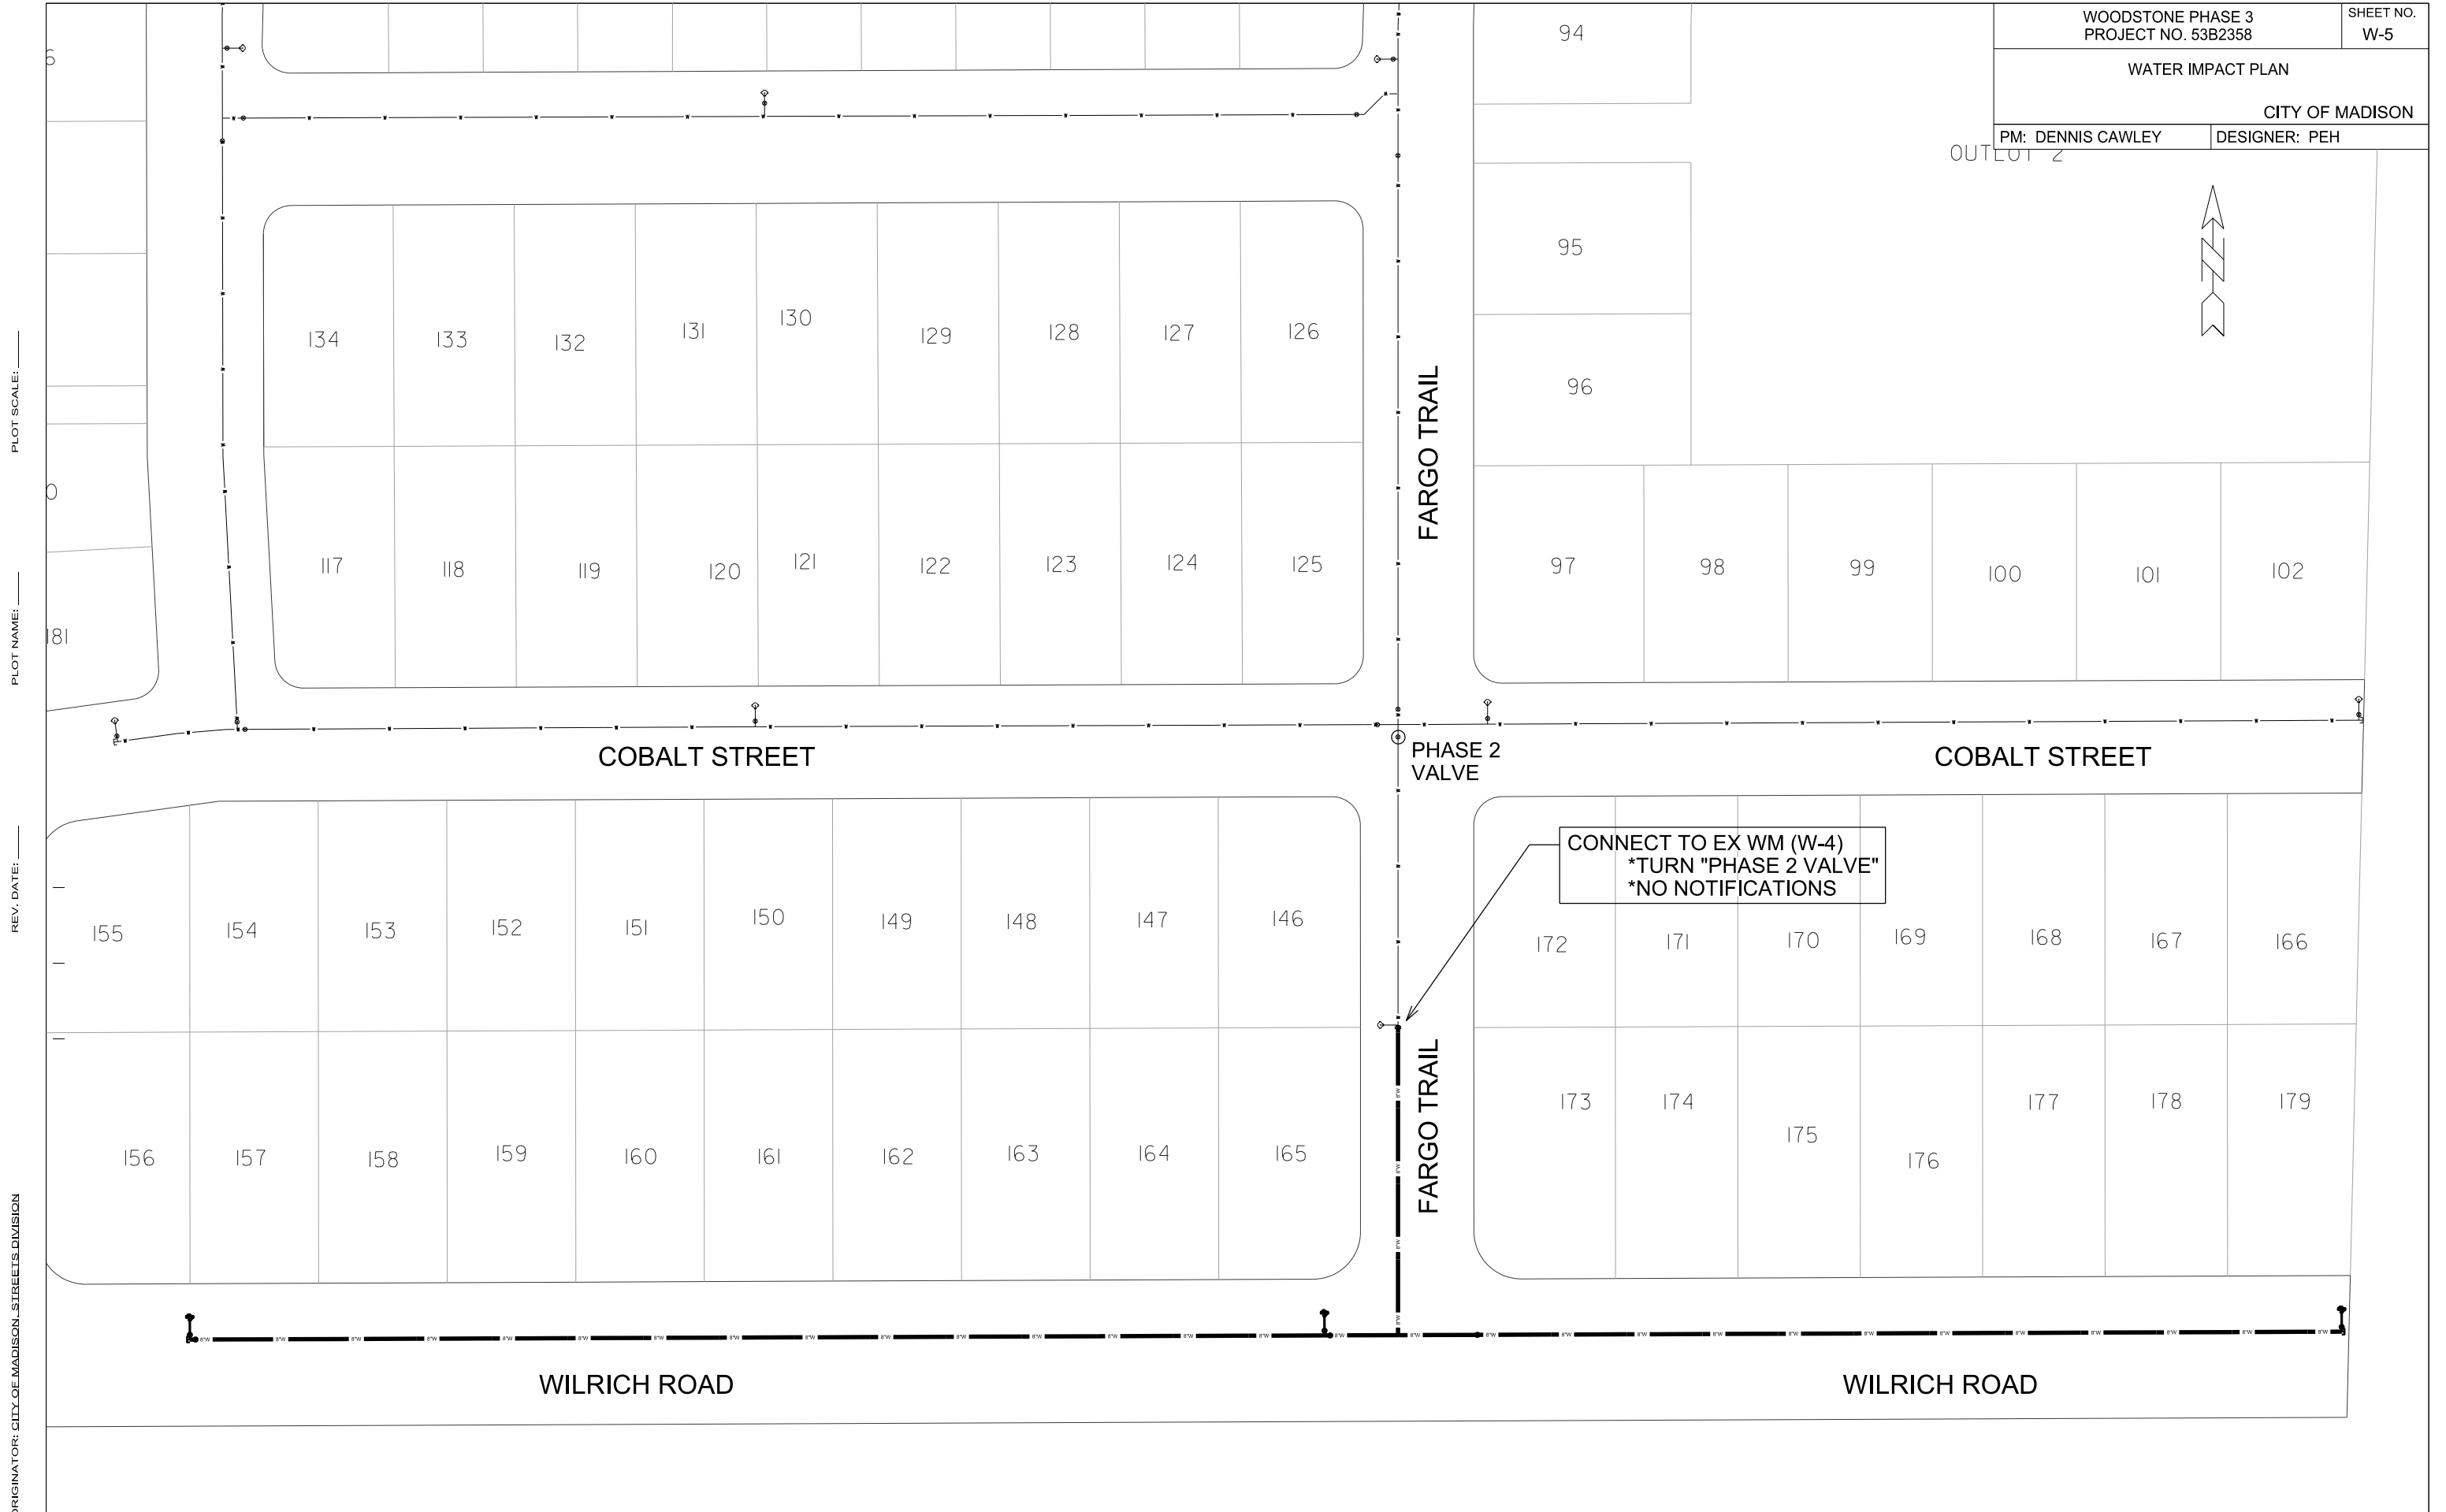 WOODSTONE PHASE 3
PROJECT NO. 53B2358
SHEET NO.
W-5
WATER IMPACT PLAN
CITY OF MADISON
PM: DENNIS CAWLEY
DESIGNER: PEH
OUTLOT 2
94
95
96
134
133
132
131
130
129
128
127
126
FARGO TRAIL
117
118
119
120
121
122
123
124
125
97
98
99
100
101
102
181
COBALT STREET
PHASE 2
VALVE
COBALT STREET
CONNECT TO EX WM (W-4)
*TURN "PHASE 2 VALVE"
*NO NOTIFICATIONS
155
154
153
152
151
150
149
148
147
146
172
171
170
169
168
167
166
FARGO TRAIL
156
157
158
159
160
161
162
163
164
165
173
174
175
176
177
178
179
WILRICH ROAD
WILRICH ROAD
PLOT SCALE:
PLOT NAME:
REV. DATE:
ORIGINATOR: CITY OF MADISON, STREETS DIVISION